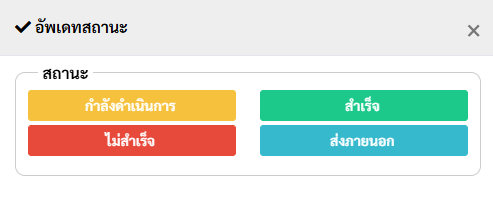 อัพเดทสถานะ
สถานะ
กำลังดำเนินการ สำเร็จ
ไม่สำเร็จ ส่งภายนอก